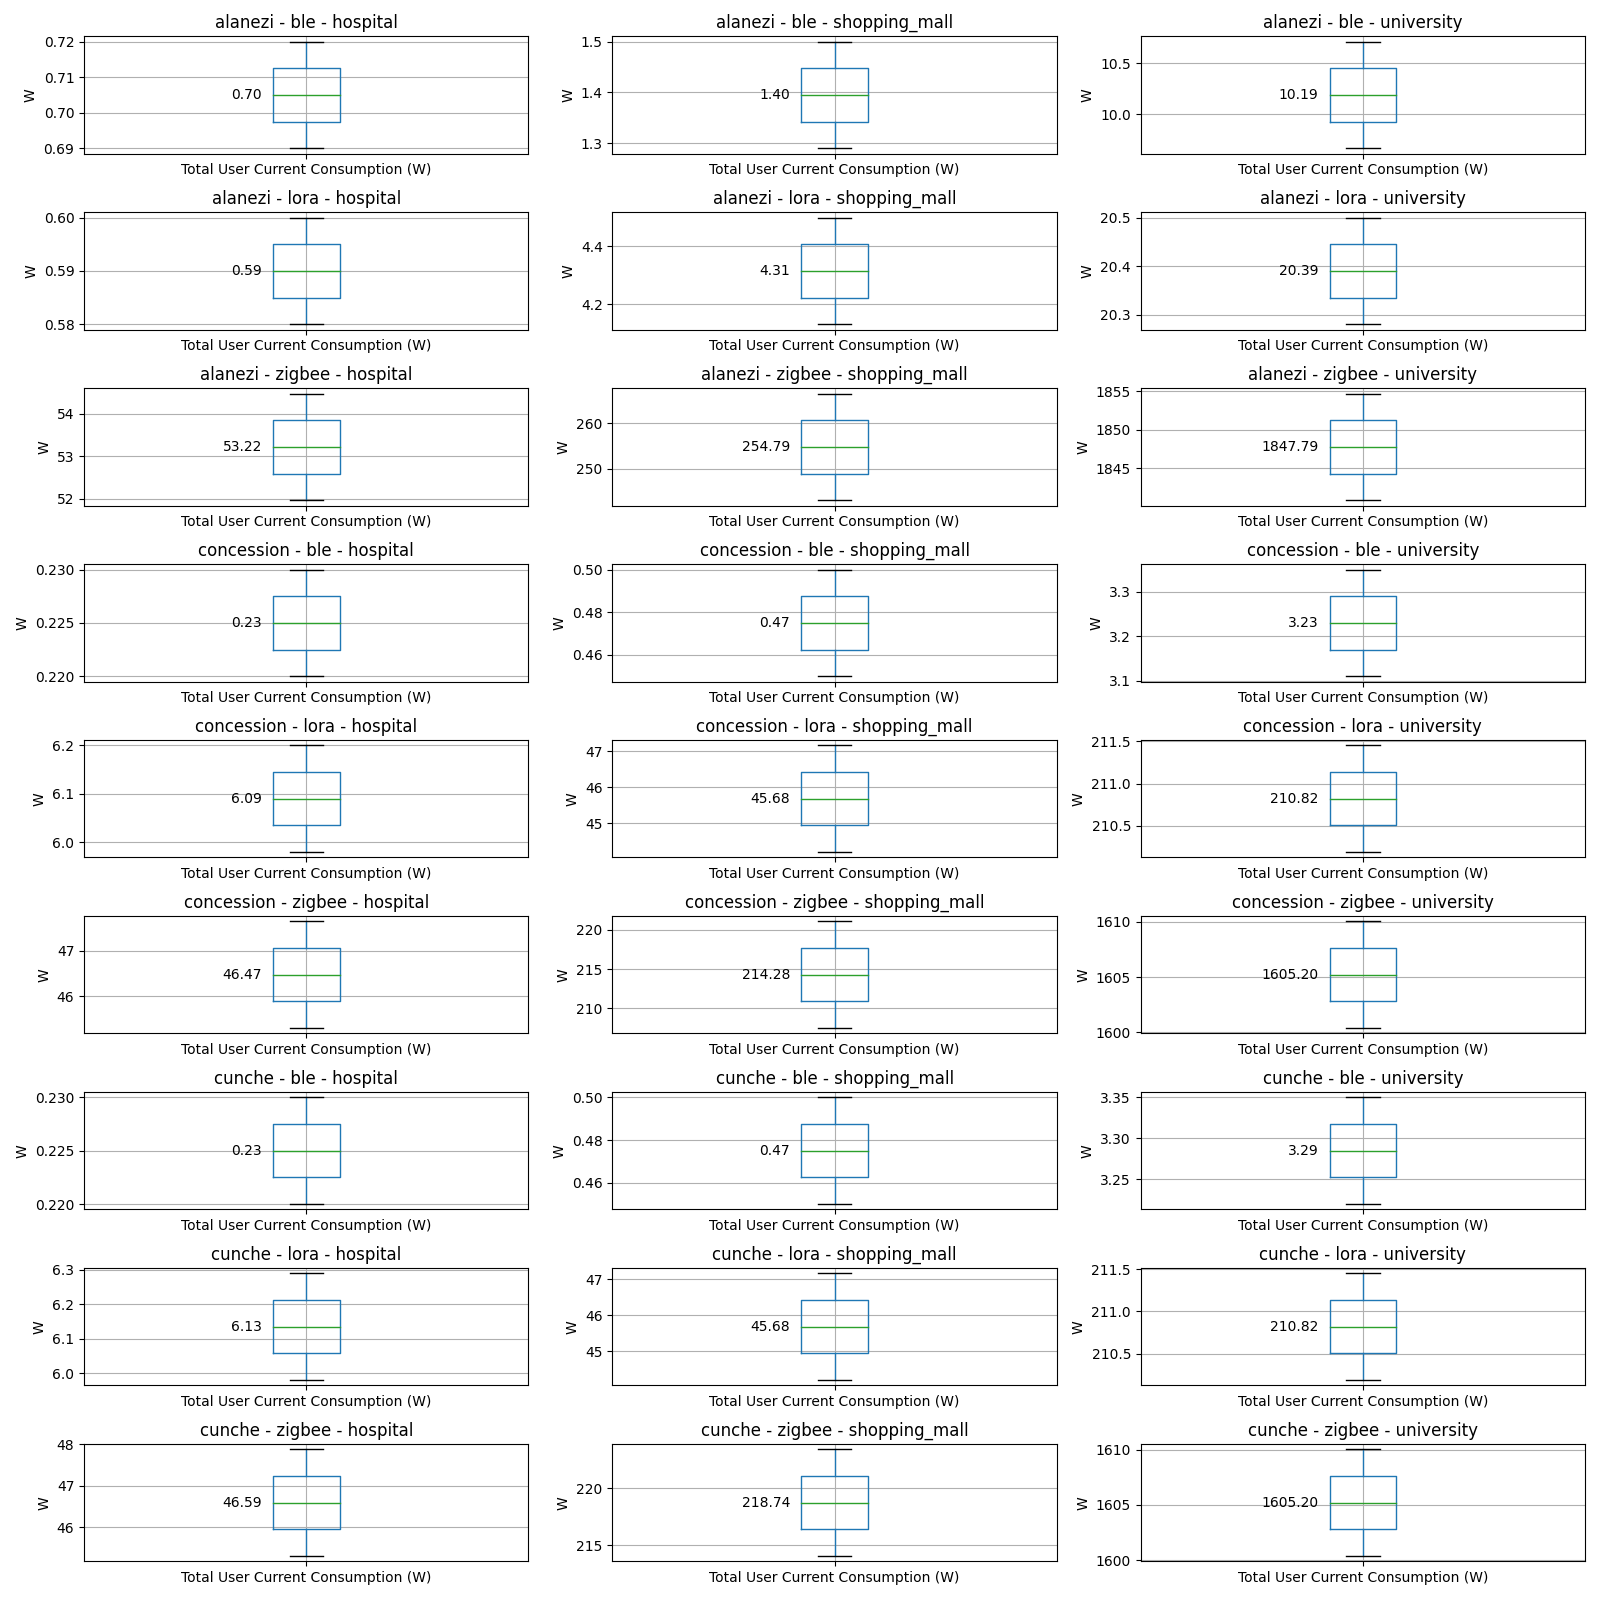 alanezi - ble - hospital
0.72
0.71
0.70
0.69
W
0.70
Total User Current Consumption (W)
alanezi - ble - shopping_mall
1.5
1.4
1.3
W
1.40
Total User Current Consumption (W)
alanezi - ble - university
10.5
10.0
W
10.19
Total User Current Consumption (W)
alanezi - lora - hospital
0.60
0.59
0.58
W
0.59
Total User Current Consumption (W)
alanezi - lora - shopping_mall
4.4
4.2
W
4.31
Total User Current Consumption (W)
alanezi - lora - university
20.5
20.4
20.3
W
20.39
Total User Current Consumption (W)
alanezi - zigbee - hospital
54
53
52
W
53.22
Total User Current Consumption (W)
alanezi - zigbee - shopping_mall
260
250
W
254.79
Total User Current Consumption (W)
alanezi - zigbee - university
1855
1850
1845
W
1847.79
Total User Current Consumption (W)
concession - ble - hospital
0.230
0.225
0.220
W
0.23
Total User Current Consumption (W)
concession - ble - shopping_mall
0.50
0.48
0.46
W
0.47
Total User Current Consumption (W)
concession - ble - university
3.3
3.2
3.1
W
3.23
Total User Current Consumption (W)
concession - lora - hospital
6.2
6.1
6.0
W
6.09
Total User Current Consumption (W)
concession - lora - shopping_mall
47
46
45
W
45.68
Total User Current Consumption (W)
concession - lora - university
211.5
211.0
210.5
W
210.82
Total User Current Consumption (W)
concession - zigbee - hospital
47
46
W
46.47
Total User Current Consumption (W)
concession - zigbee - shopping_mall
220
215
210
W
214.28
Total User Current Consumption (W)
concession - zigbee - university
1610
1605
1600
W
1605.20
Total User Current Consumption (W)
cunche - ble - hospital
0.230
0.225
0.220
W
0.23
Total User Current Consumption (W)
cunche - ble - shopping_mall
0.50
0.48
0.46
W
0.47
Total User Current Consumption (W)
cunche - ble - university
3.35
3.30
3.25
W
3.29
Total User Current Consumption (W)
cunche - lora - hospital
6.3
6.2
6.1
6.0
W
6.13
Total User Current Consumption (W)
cunche - lora - shopping_mall
47
46
45
W
45.68
Total User Current Consumption (W)
cunche - lora - university
211.5
211.0
210.5
W
210.82
Total User Current Consumption (W)
cunche - zigbee - hospital
48
47
46
W
46.59
Total User Current Consumption (W)
cunche - zigbee - shopping_mall
220
215
W
218.74
Total User Current Consumption (W)
cunche - zigbee - university
1610
1605
1600
W
1605.20
Total User Current Consumption (W)